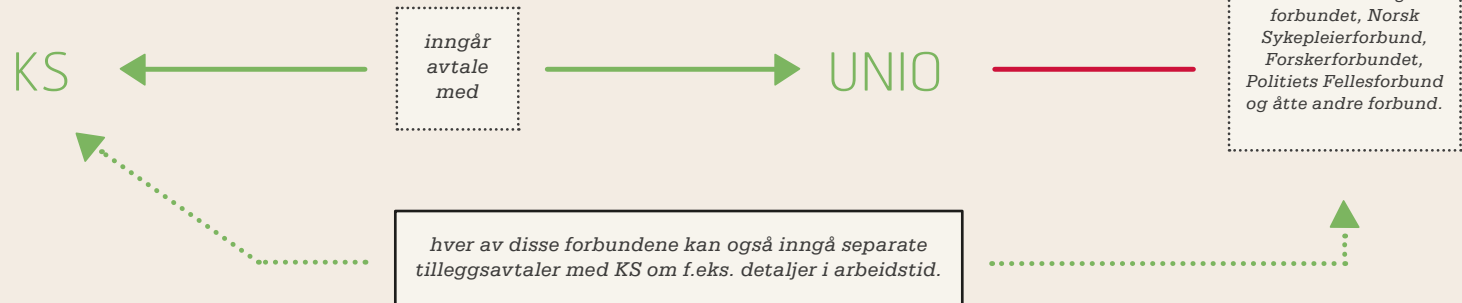 KS
inngår
avtale
med
UNIO
forbundet, Norsk
Sykepleierforbund,
Forskerforbundet,
Politiets Fellesforbund
og åtte andre forbund.
hver av disse forbundene kan også inngå separate
tilleggsavtaler med KS om f.eks. detaljer i arbeidstid.